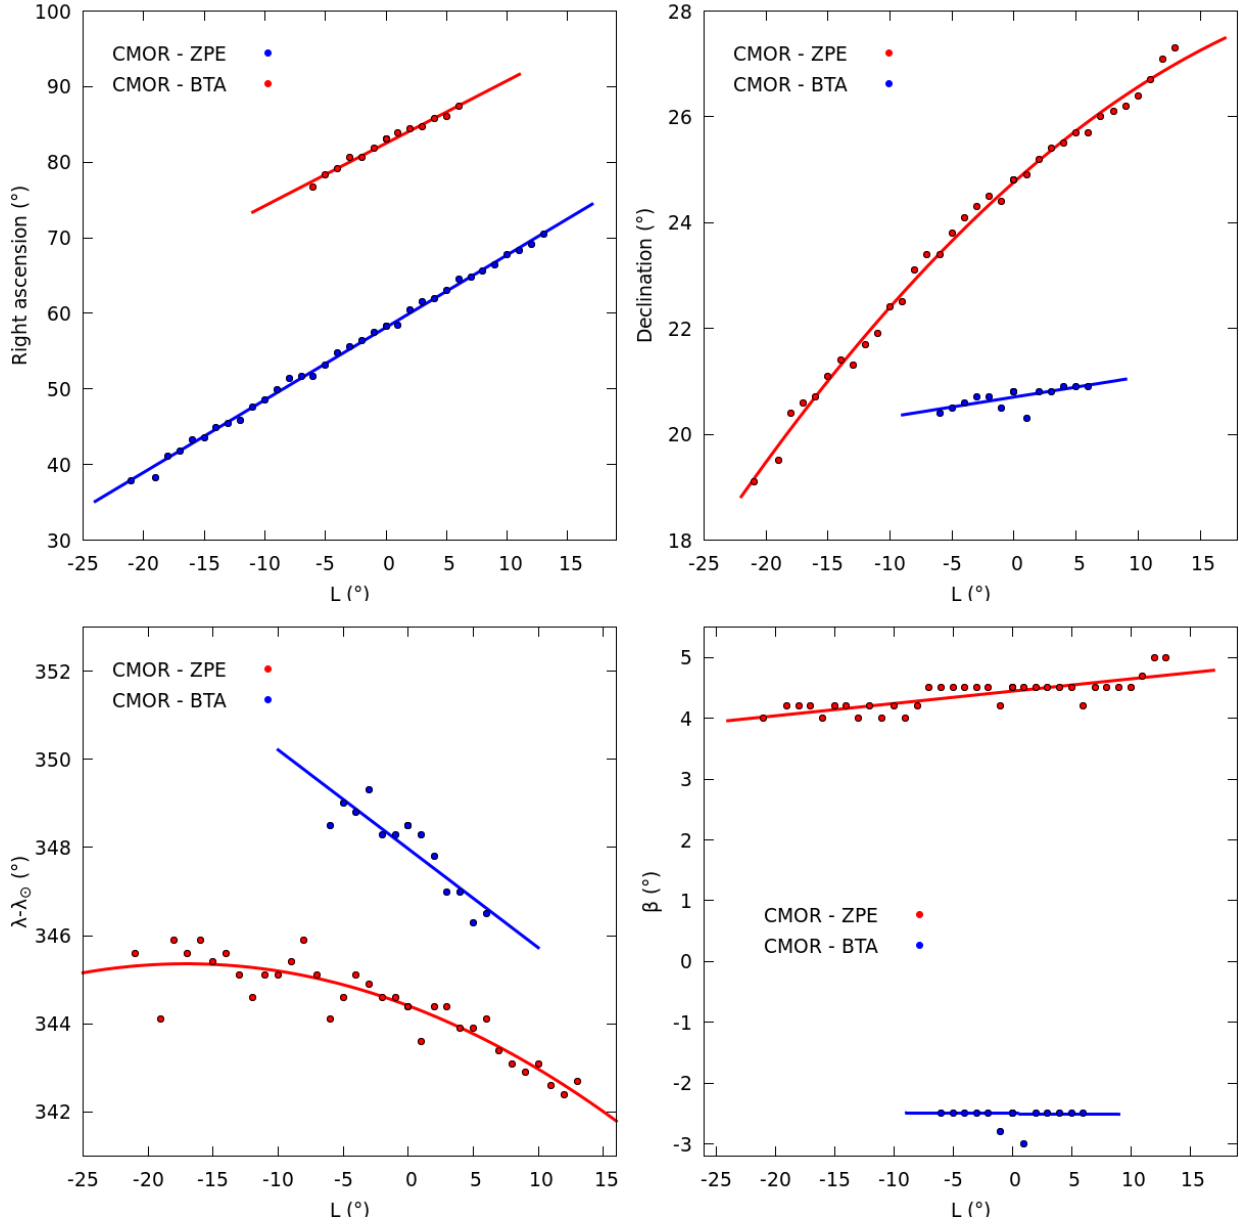 100
90
80
70
60
50
40
30
Right ascension (°)
CMOR - ZPE
CMOR - BTA
-25 -20 -15 -10 -5 0 5 10 15
L (°)
28
26
24
22
20
18
Declination (°)
CMOR - ZPE
CMOR - BTA
-25 -20 -15 -10 -5 0 5 10 15
L (°)
352
350
348
346
344
342
λ-λ☉ (°)
CMOR - ZPE
CMOR - BTA
-25 -20 -15 -10 -5 0 5 10 15
L (°)
5
4
3
2
1
0
-1
-2
-3
β (°)
CMOR - ZPE
CMOR - BTA
-25 -20 -15 -10 -5 0 5 10 15
L (°)